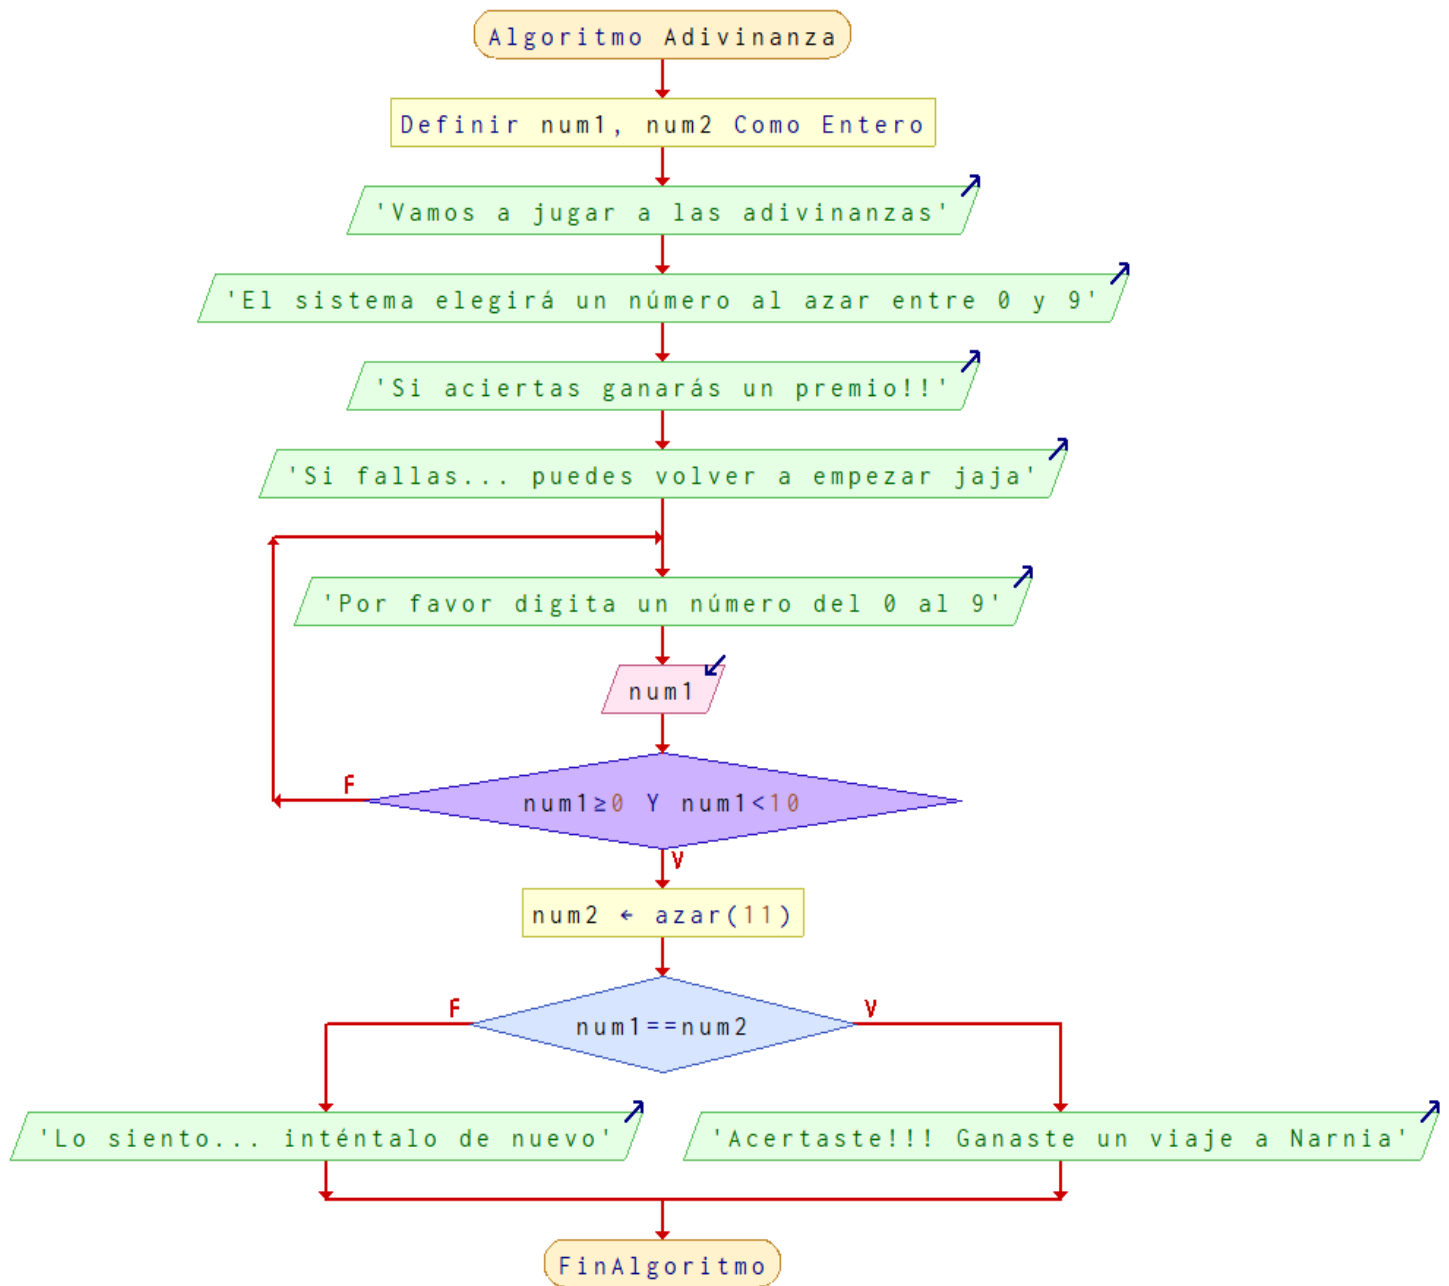 Algoritmo Adivinanza
Definir num1, num2 Como Entero
'Vamos a jugar a las adivinanzas'
'El sistema elegirá un número al azar entre 0 y 9'
'Si aciertas ganarás un premio!!'
'Si fallas... puedes volver a empezar jaja'
'Por favor digita un número del 0 al 9'
num1
F
num1≥0 Y num1<10
V
num2 ← azar(11)
F
V
num1==num2
'Lo siento... inténtalo de nuevo'
'Acertaste!!! Ganaste un viaje a Narnia'
FinAlgoritmo